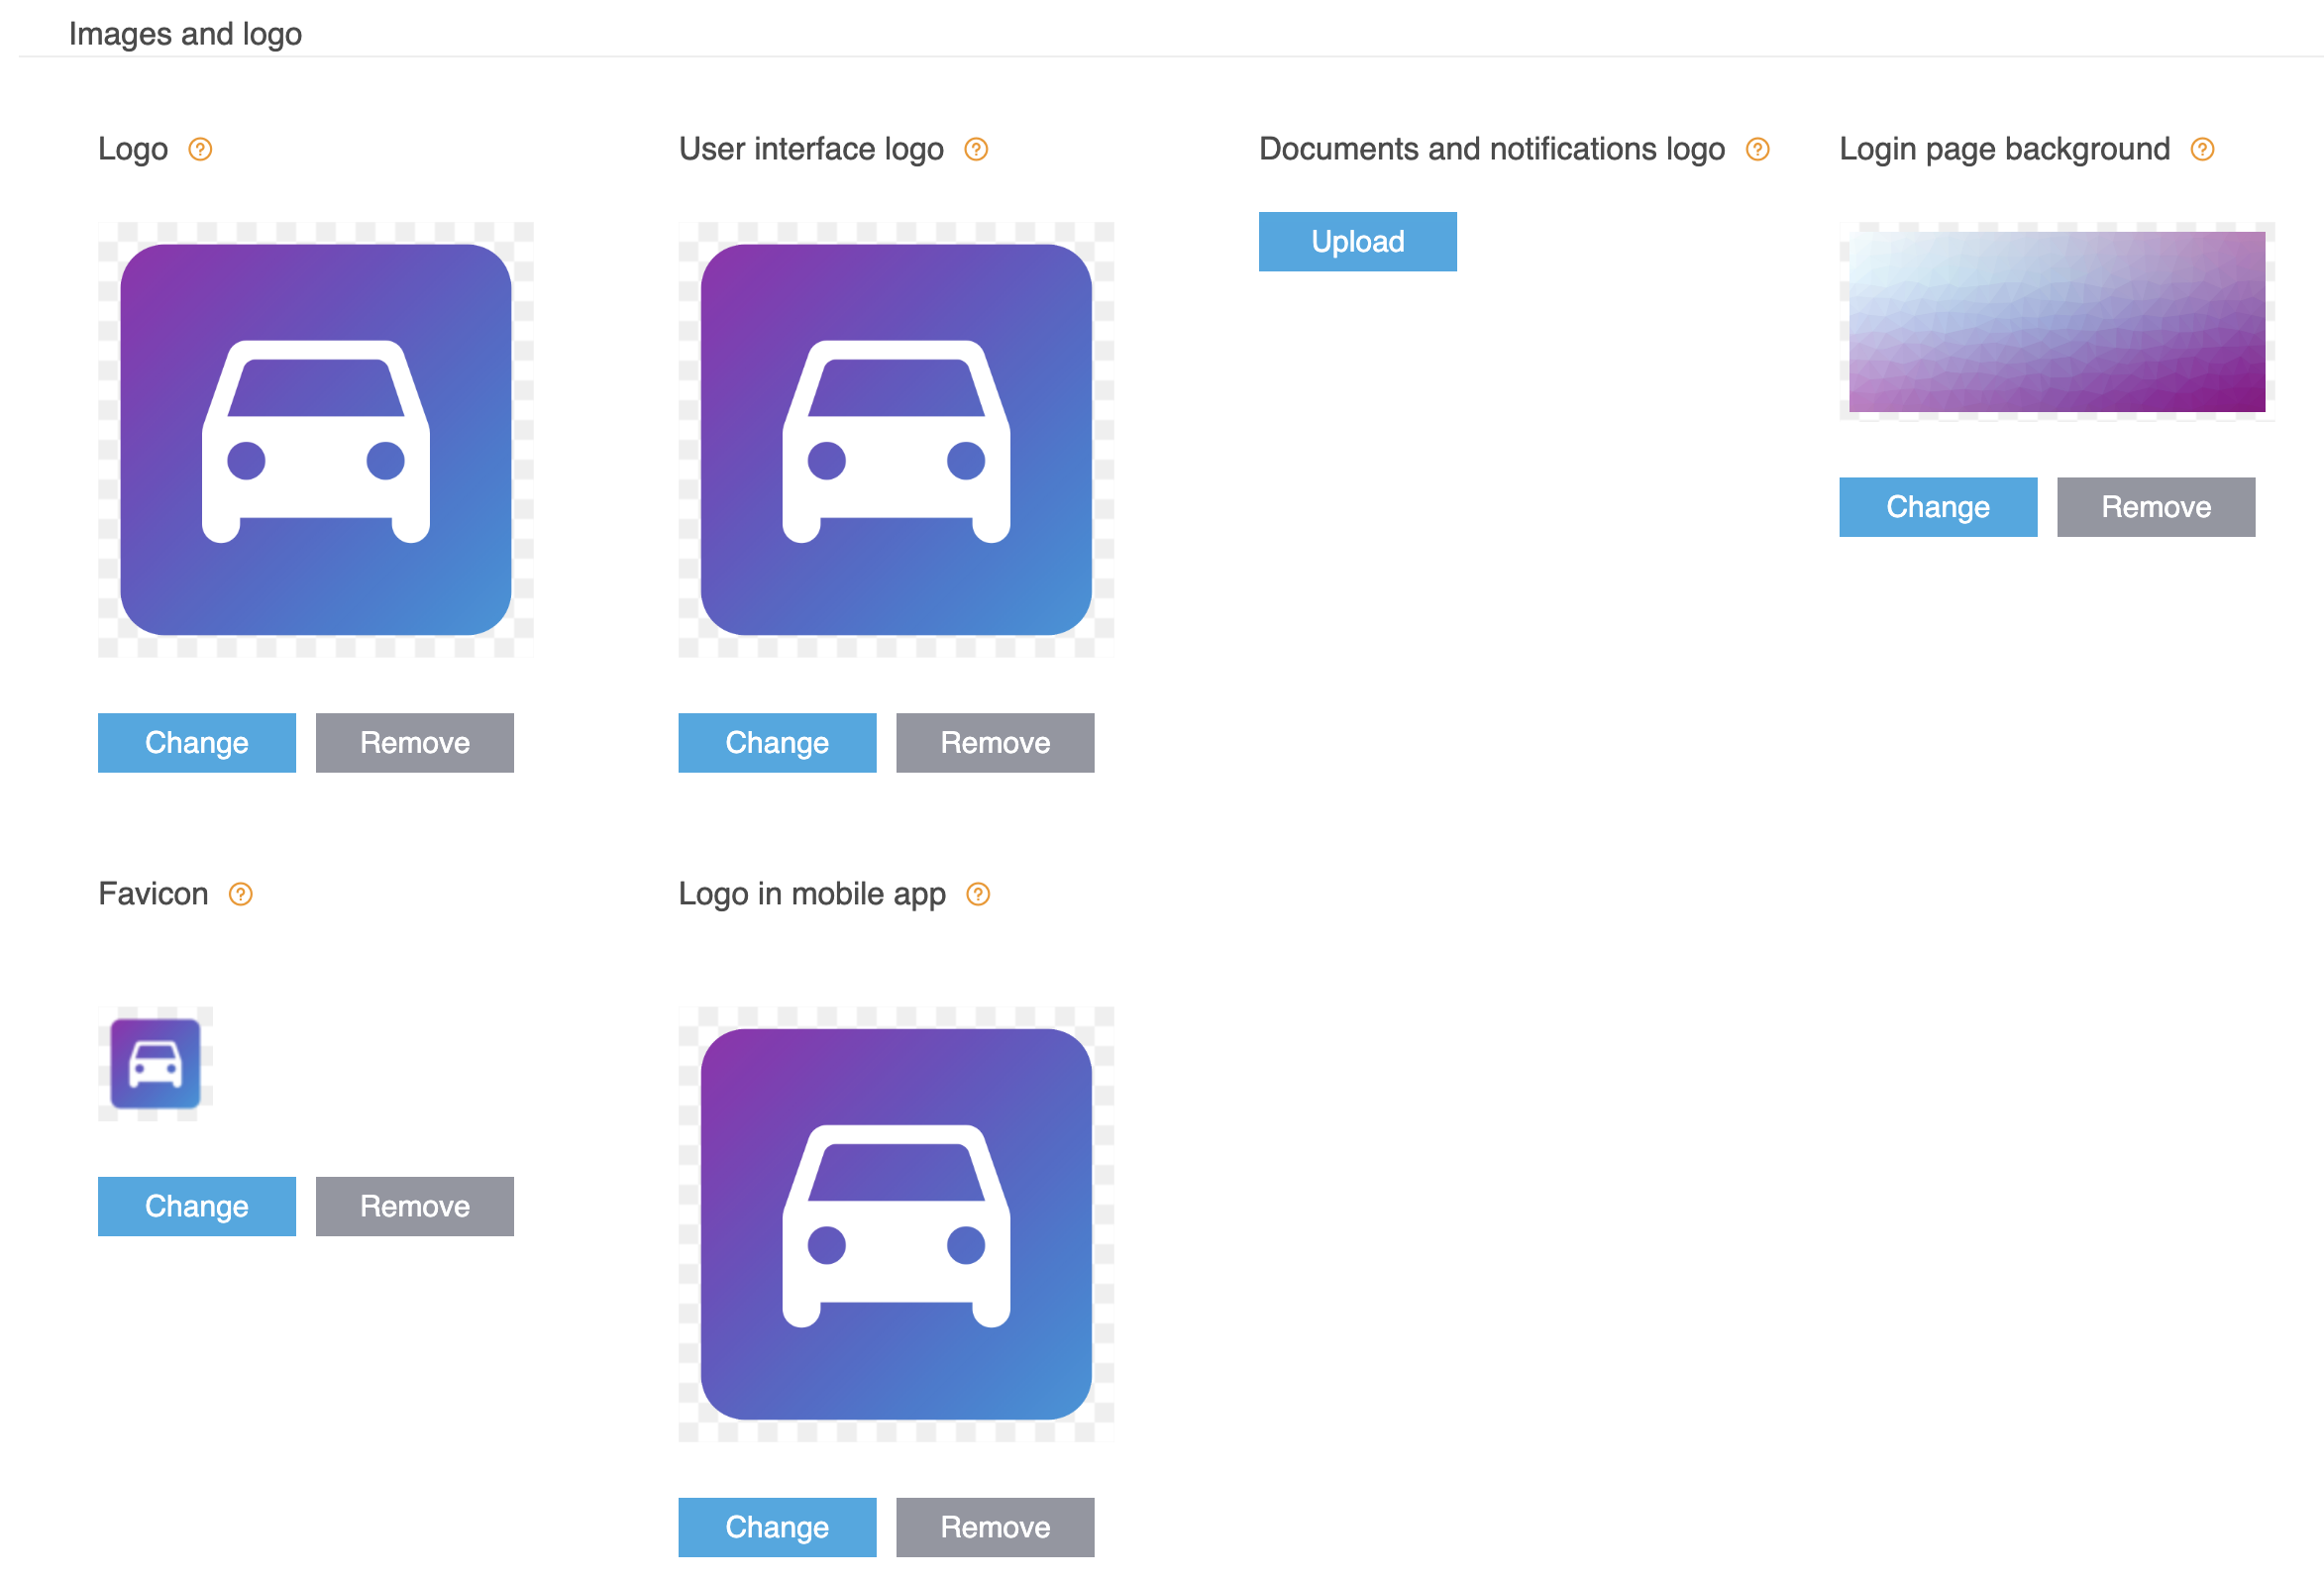 Images and logo
Logo
User interface logo
Documents and notifications logo
Login page background
Upload
Change
Remove
Change
Remove
Change
Remove
Favicon
Logo in mobile app
Change
Remove
Change
Remove